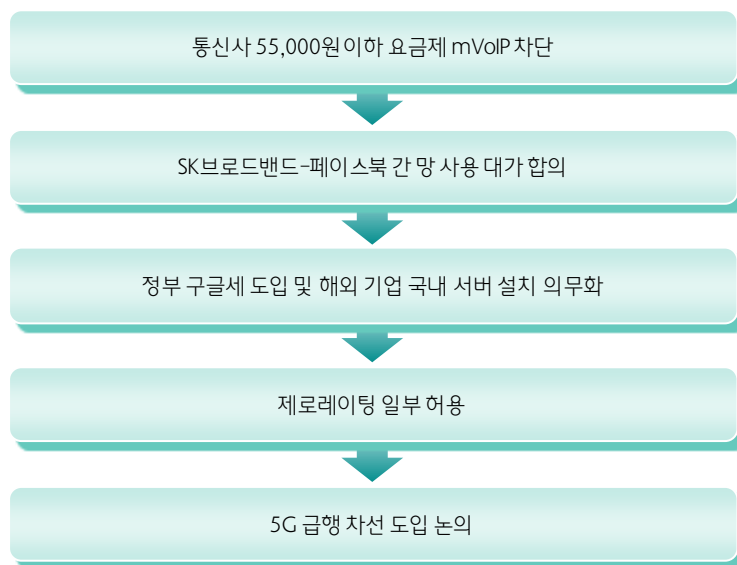 통신사 55,000원 이하 요금제 mVoIP 차단
SK브로드밴드-페이스북 간 망 사용 대가 합의
정부 구글세 도입 및 해외 기업 국내 서버 설치 의무화
제로레이팅 일부 허용
5G 급행 차선 도입 논의